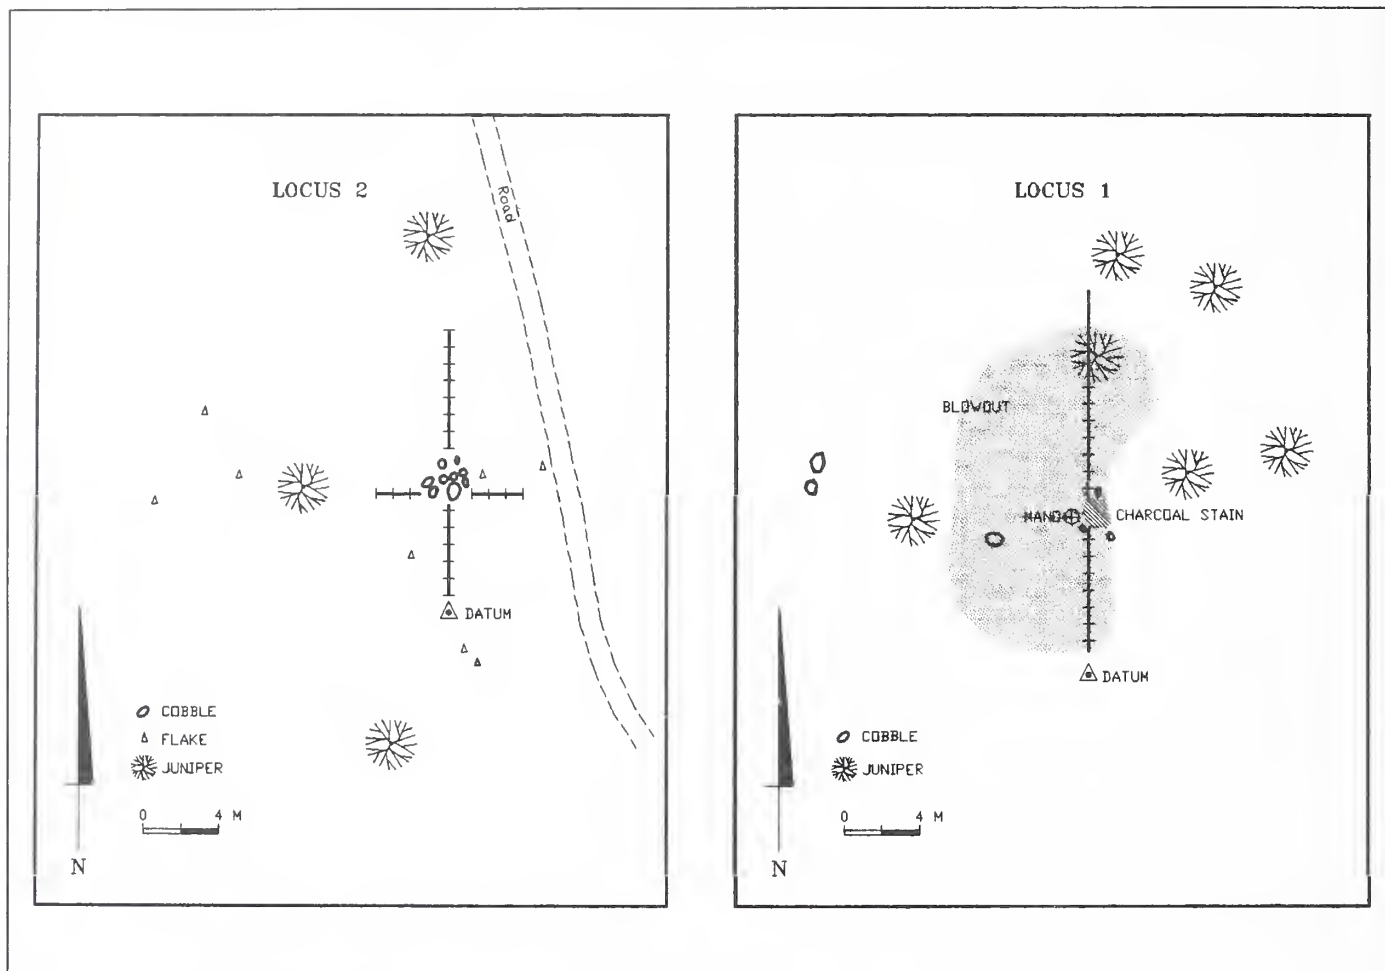 LOCUS 2
Road
DATUM
COBBLE
FLAKE
JUNIPER
0 4 M
N
LOCUS 1
BLOWOUT
MANO
CHARCOAL STAIN
DATUM
COBBLE
JUNIPER
0 4 M
N